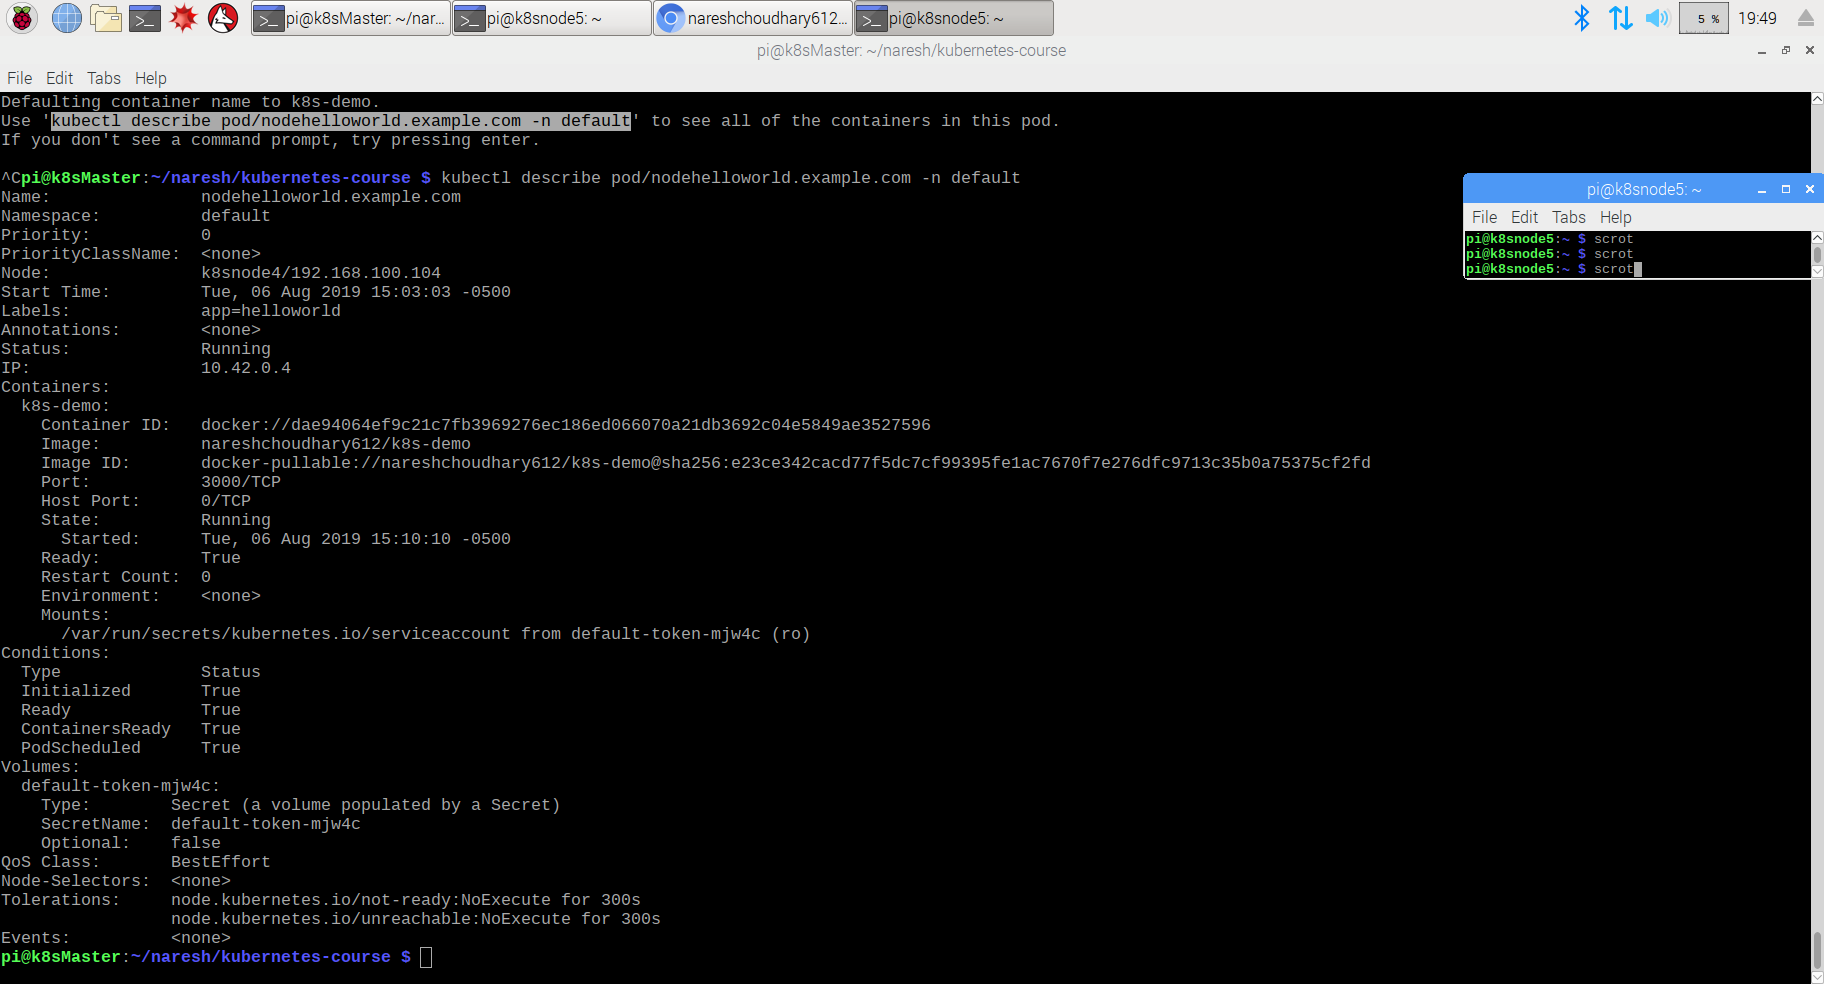 pi@k8sMaster: ~/nar... pi@k8snode5: ~ nareshchoudhary612... pi@k8snode5: ~ 5 % 19:49
pi@k8sMaster: ~/naresh/kubernetes-course
File Edit Tabs Help
Defaulting container name to k8s-demo.
Use 'kubectl describe pod/nodehelloworld.example.com -n default' to see all of the containers in this pod.
If you don't see a command prompt, try pressing enter.
^Cpi@k8sMaster:~/naresh/kubernetes-course $ kubectl describe pod/nodehelloworld.example.com -n default
Name: nodehelloworld.example.com
Namespace: default
Priority: 0
PriorityClassName: <none>
Node: k8snode4/192.168.100.104
Start Time: Tue, 06 Aug 2019 15:03:03 -0500
Labels: app=helloworld
Annotations: <none>
Status: Running
IP: 10.42.0.4
Containers:
k8s-demo:
Container ID: docker://dae94064ef9c21c7fb3969276ec186ed066070a21db3692c04e5849ae3527596
Image: nareshchoudhary612/k8s-demo
Image ID: docker-pullable://nareshchoudhary612/k8s-demo@sha256:e23ce342cacd77f5dc7cf99395fe1ac7670f7e276dfc9713c35b0a75375cf2fd
Port: 3000/TCP
Host Port: 0/TCP
State: Running
Started: Tue, 06 Aug 2019 15:10:10 -0500
Ready: True
Restart Count: 0
Environment: <none>
Mounts:
/var/run/secrets/kubernetes.io/serviceaccount from default-token-mjw4c (ro)
Conditions:
Type Status
Initialized True
Ready True
ContainersReady True
PodScheduled True
Volumes:
default-token-mjw4c:
Type: Secret (a volume populated by a Secret)
SecretName: default-token-mjw4c
Optional: false
QoS Class: BestEffort
Node-Selectors: <none>
Tolerations: node.kubernetes.io/not-ready:NoExecute for 300s
node.kubernetes.io/unreachable:NoExecute for 300s
Events: <none>
pi@k8sMaster:~/naresh/kubernetes-course $
pi@k8snode5: ~
File Edit Tabs Help
pi@k8snode5:~ $ scrot
pi@k8snode5:~ $ scrot
pi@k8snode5:~ $ scrot